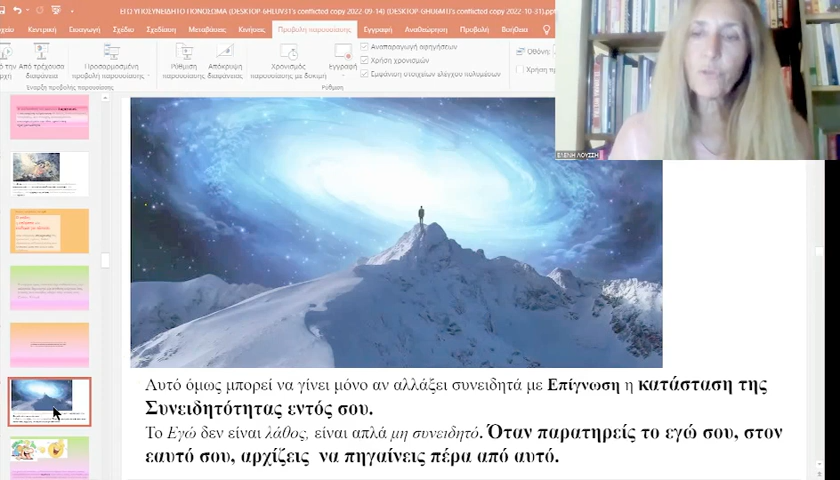 ΕΓΩ ΥΠΟΣΥΝΕΙΔΗΤΟ ΠΟΝΟΣΩΜΑ (DESKTOP-6HEUV31's conflicted copy 2022-09-14) (DESKTOP-6HU6M13's conflicted copy 2022-10-31).ppt
Αρχείο Κεντρική Εισαγωγή Σχέδιο Σχεδίαση Μεταβάσεις Κινήσεις Προβολή παρουσίασης Εγγραφή Αναθεώρηση Προβολή Βοήθεια
Από τρέχουσα διαφάνεια
Προσαρμοσμένη προβολή παρουσίασης
Ρύθμιση παρουσίασης
Απόκρυψη διαφάνειας
Χρονισμός παρουσίασης με δοκιμή
Εγγραφή
Αναπαραγωγή αφηγήσεων
Χρήση χρονισμών
Εμφάνιση στοιχείων ελέγχου πολυμέσων
Οθόνη:
Χρήση
Έναρξη προβολής παρουσίασης
Ρύθμιση
ΕΛΕΝΗ ΛΟΥΣΣΗ
Αυτό όμως μπορεί να γίνει μόνο αν αλλάξει συνειδητά με Επίγνωση η κατάσταση της
Συνειδητότητας εντός σου.
Το Εγώ δεν είναι λάθος, είναι απλά μη συνειδητό. Όταν παρατηρείς το εγώ σου, στον
εαυτό σου, αρχίζεις να πηγαίνεις πέρα από αυτό.